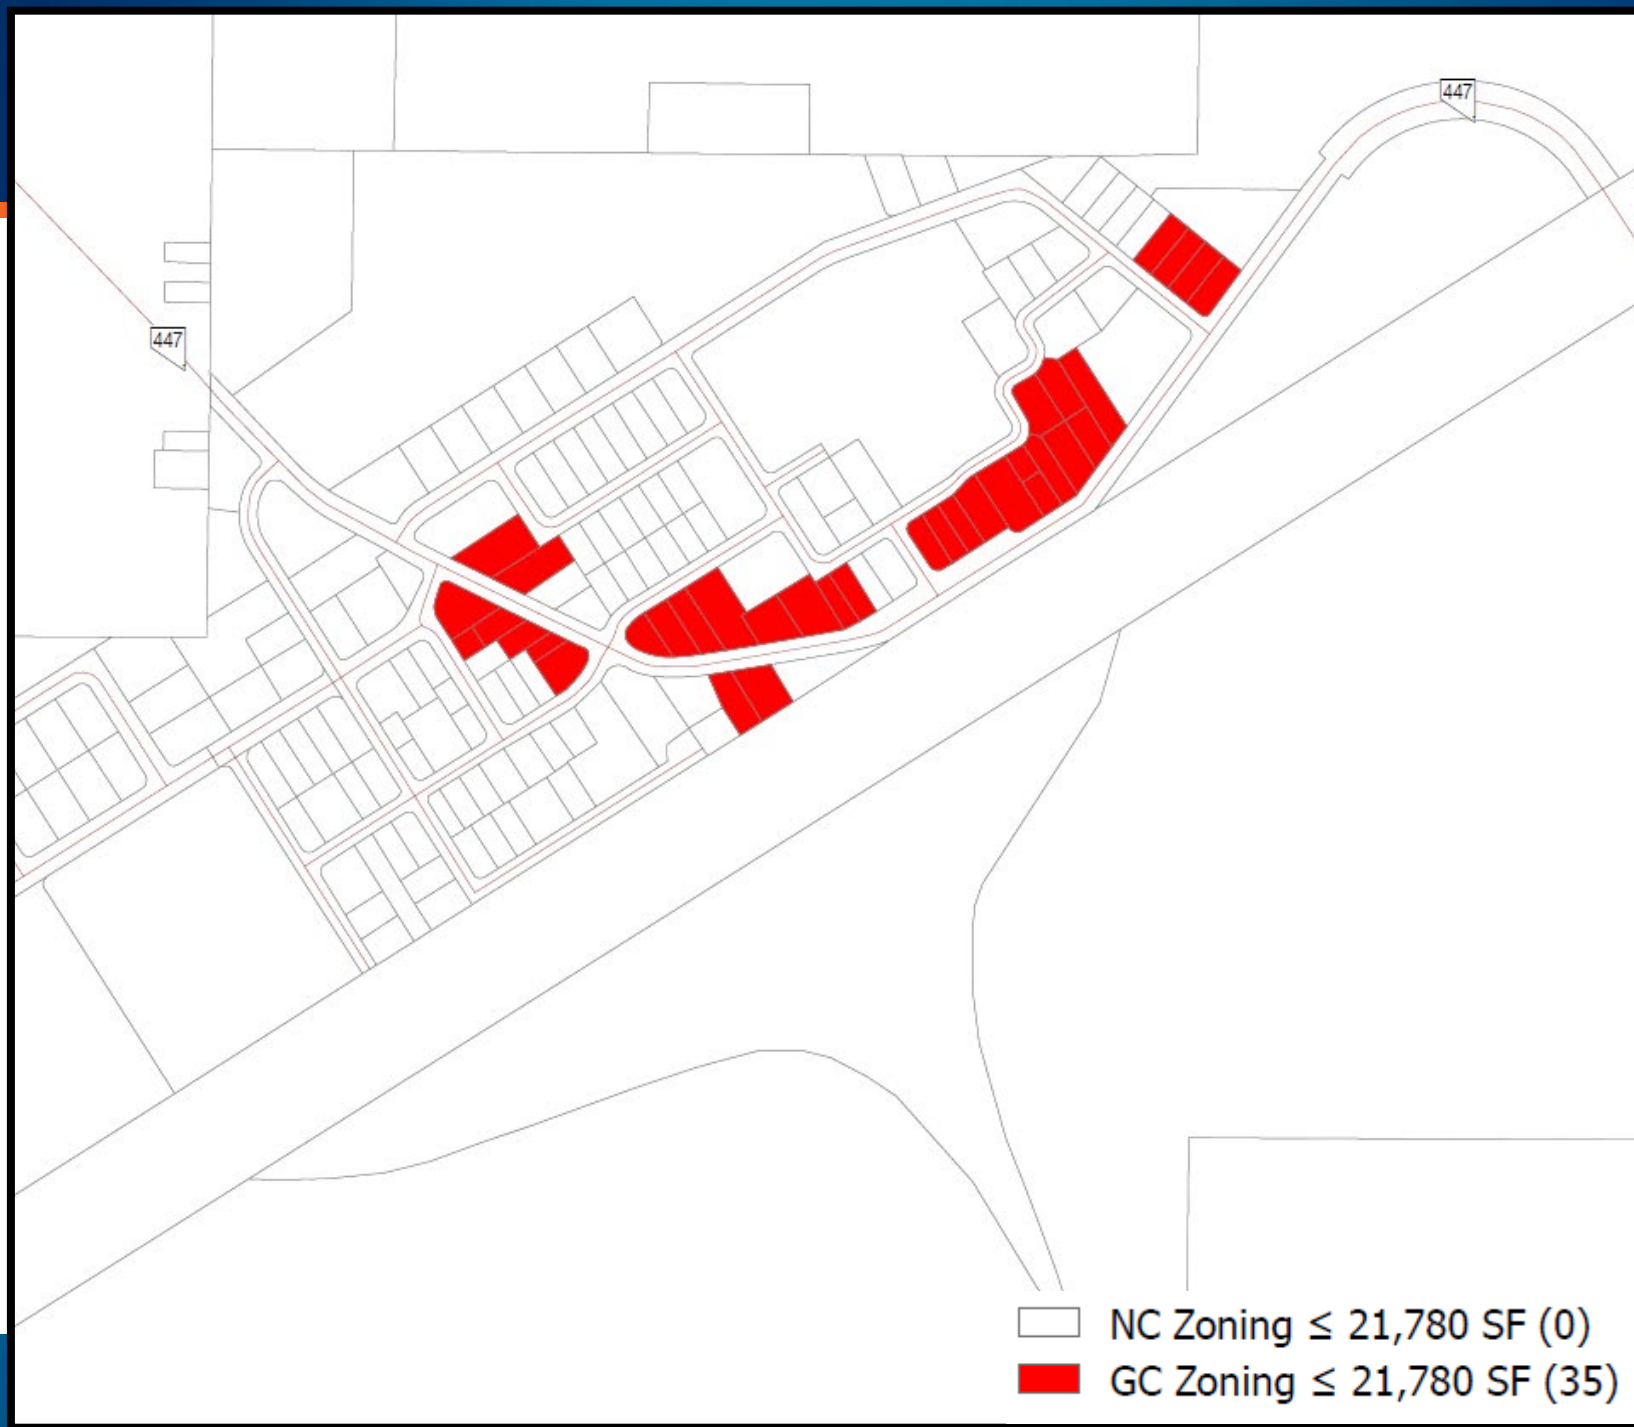 447
447
NC Zoning ≤ 21,780 SF (0)
GC Zoning ≤ 21,780 SF (35)